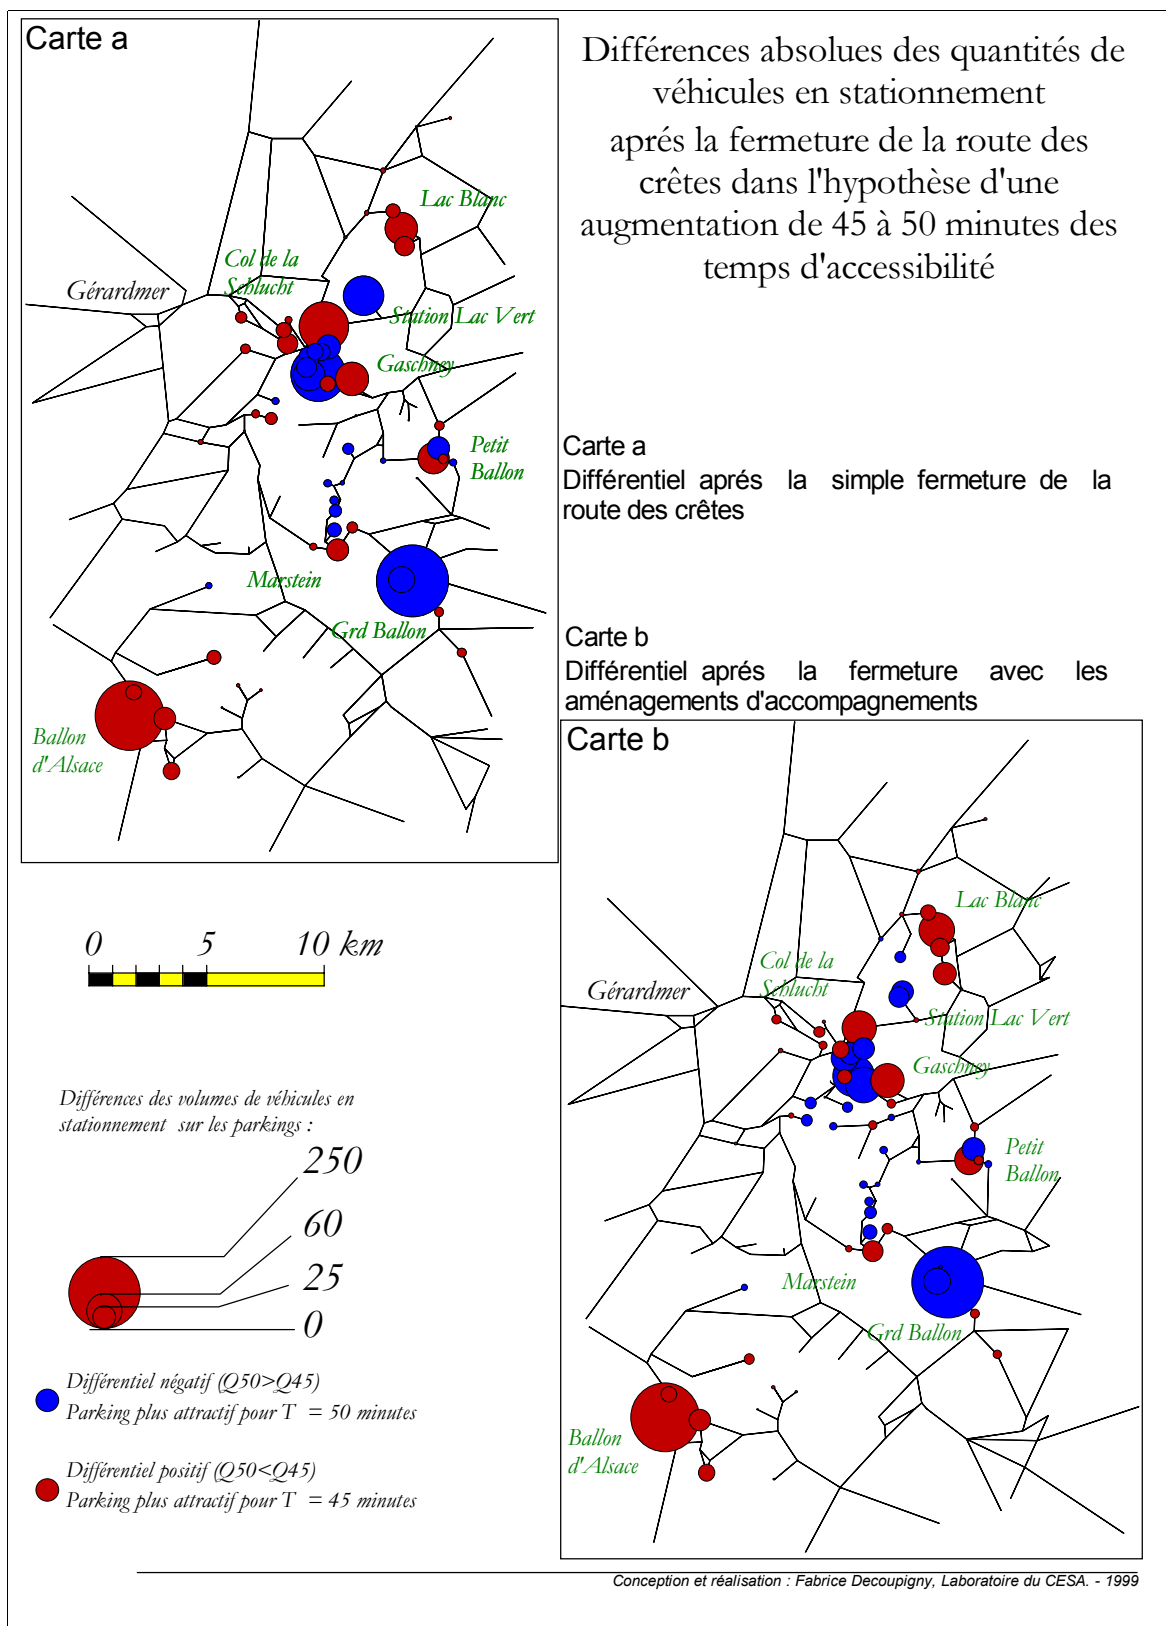 Carte a
Différences absolues des quantités de
véhicules en stationnement
aprés la fermeture de la route des
crêtes dans l'hypothèse d'une
augmentation de 45 à 50 minutes des
temps d'accessibilité
Lac Blanc
Col de la
Schlucht
Gérardmer
Station Lac Vert
Gaschney
Petit
Ballon
Marstein
Grd Ballon
Ballon
d'Alsace
Carte a
Différentiel aprés la simple fermeture de la
route des crêtes
Carte b
Différentiel aprés la fermeture avec les
aménagements d'accompagnements
Carte b
Lac Blanc
Col de la
Schlucht
Gérardmer
Station Lac Vert
Gaschney
Petit
Ballon
Marstein
Grd Ballon
Ballon
d'Alsace
0 5 10 km
Différences des volumes de véhicules en
stationnement sur les parkings :
250
60
25
0
Différentiel négatif (Q50>Q45)
Parking plus attractif pour T = 50 minutes
Différentiel positif (Q50<Q45)
Parking plus attractif pour T = 45 minutes
Conception et réalisation : Fabrice Decoupigny, Laboratoire du CESA. - 1999